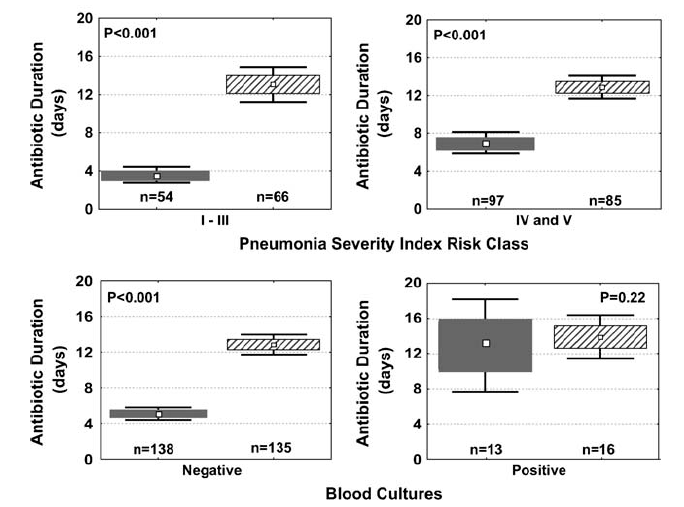 20
16
12
8
4
0
Antibiotic Duration
(days)
P<0.001
n=54
n=66
I - III
20
16
12
8
4
0
Antibiotic Duration
(days)
P<0.001
n=97
n=85
IV and V
Pneumonia Severity Index Risk Class
20
16
12
8
4
0
Antibiotic Duration
(days)
P<0.001
n=138
n=135
Negative
20
16
12
8
4
0
Antibiotic Duration
(days)
P=0.22
n=13
n=16
Positive
Blood Cultures